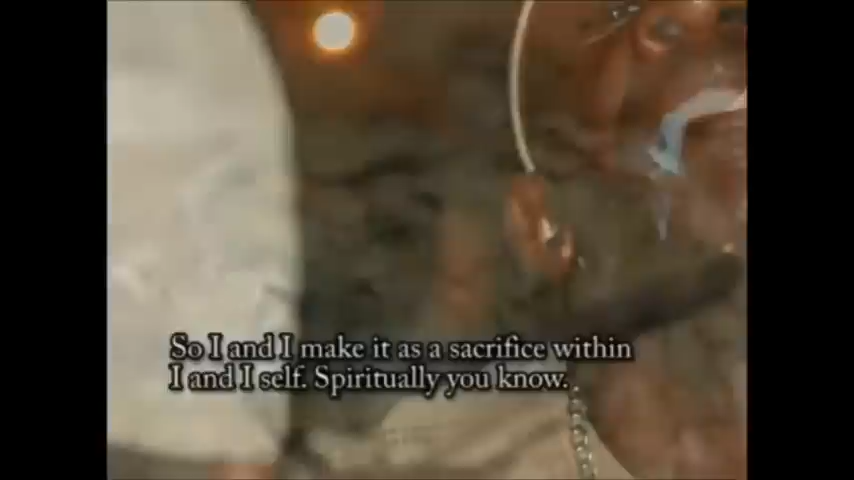 So I and I make it as a sacrifice within
I and I self. Spiritually you know.